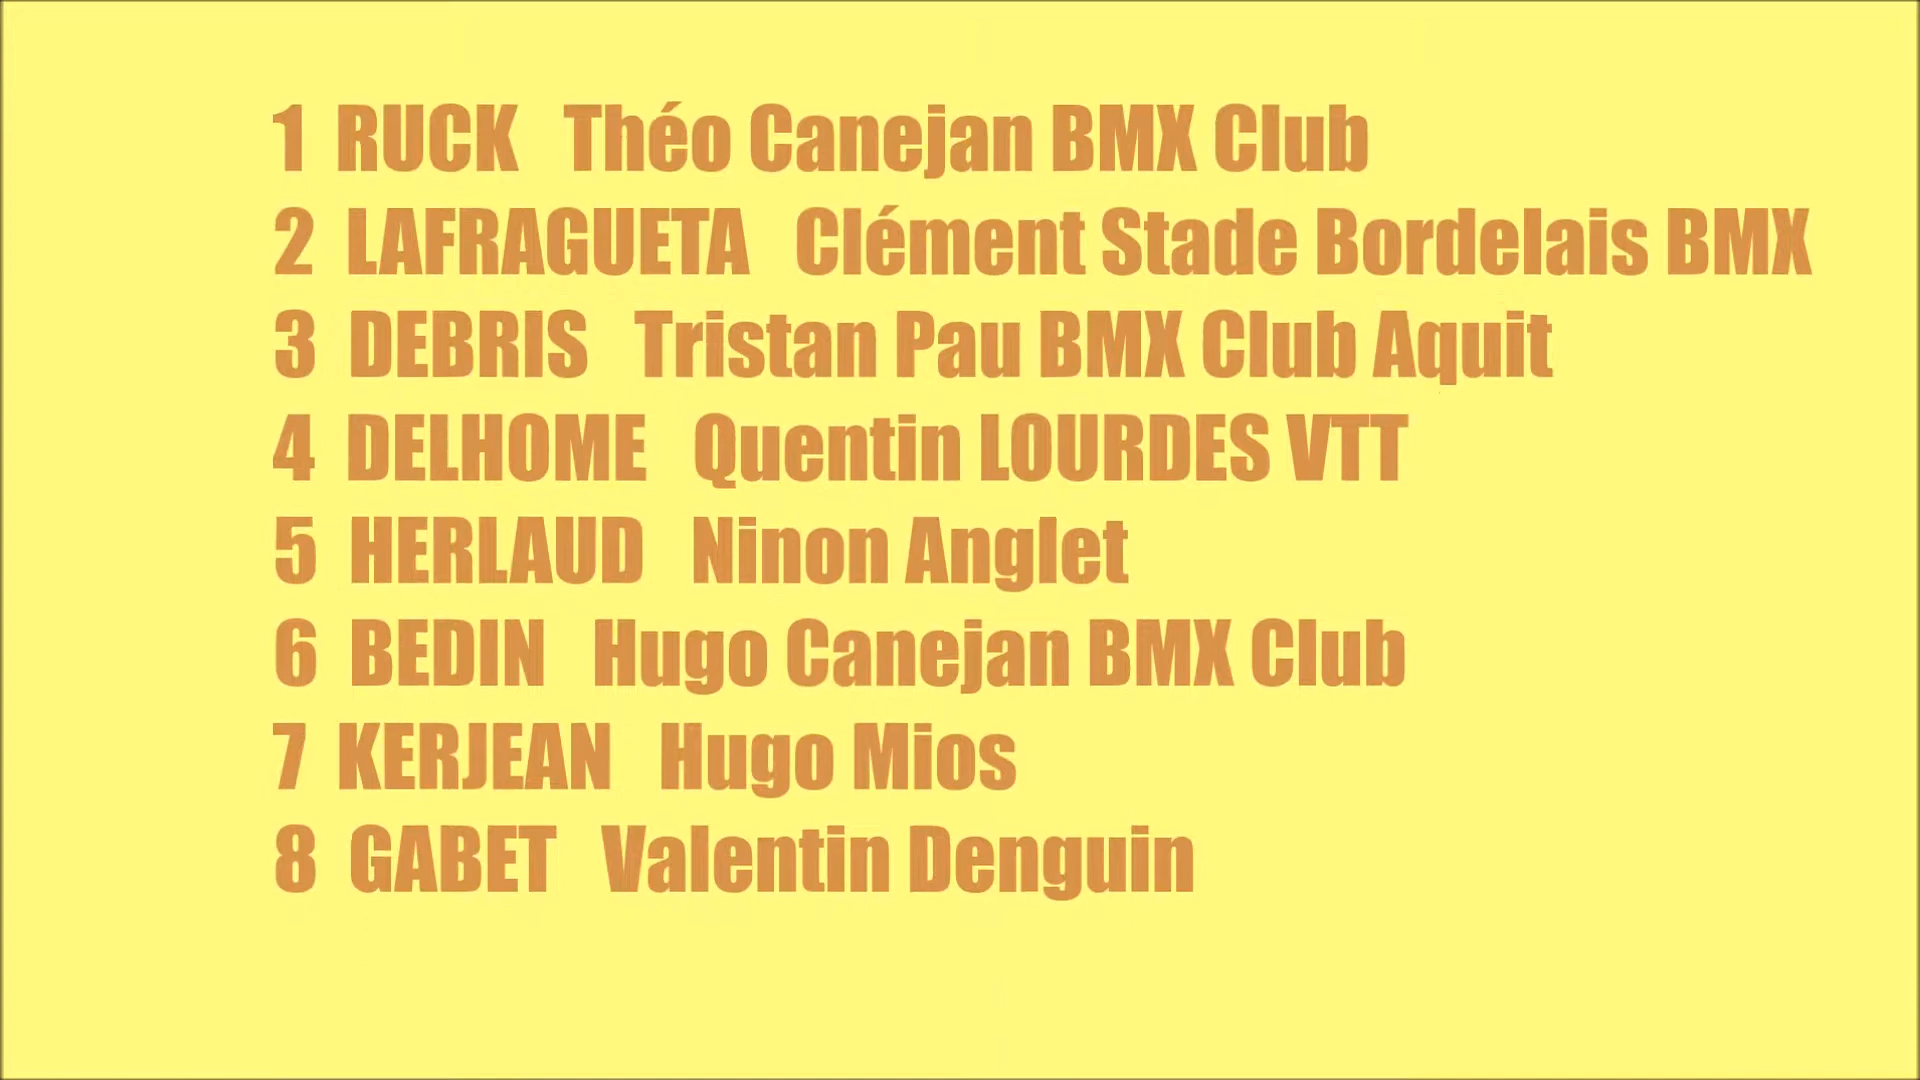 1 RUCK Théo Canejan BMX Club
2 LAFRAGUETA Clément Stade Bordelais BMX
3 DEBRIS Tristan Pau BMX Club Aquit
4 DELHOME Quentin LOURDES VTT
5 HERLAUD Ninon Anglet
6 BEDIN Hugo Canejan BMX Club
7 KERJEAN Hugo Mios
8 GABET Valentin Denguin